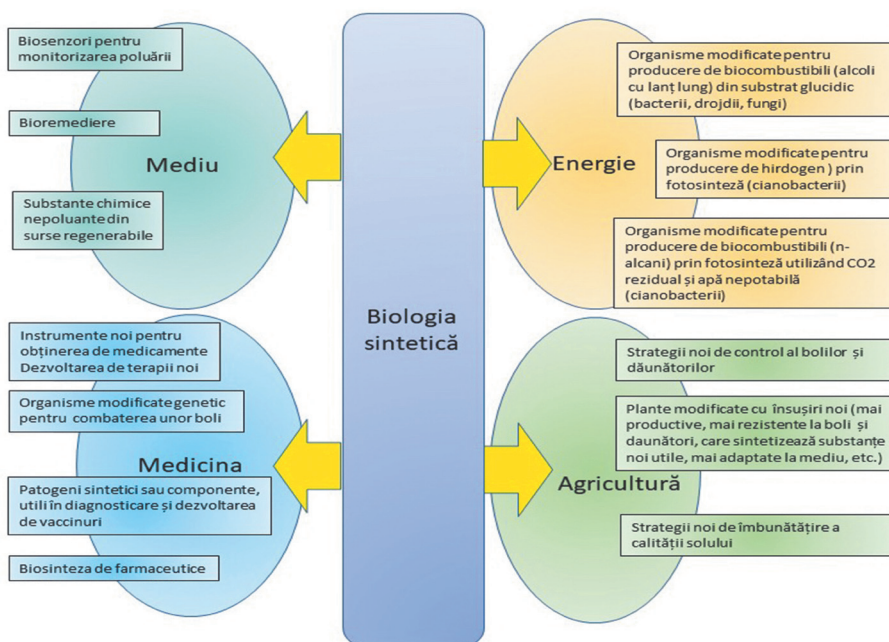 Biosenzori pentru
monitorizarea poluării
Bioremediere
Mediu
Substante chimice
nepoluante din
surse regenerabile
Instrumente noi pentru
obținerea de medicamente
Dezvoltarea de terapii noi
Organisme modificate genetic
pentru combaterea unor boli
Medicina
Patogeni sintetici sau componente,
utili în diagnosticare și dezvoltarea
de vaccinuri
Biosinteza de farmaceutice
Biologia
sintetică
Organisme modificate pentru
producere de biocombustibili (alcoli
cu lanț lung) din substrat glucidic
(bacterii, drojdii, fungi)
Energie
Organisme modificate pentru
producere de hirdogen ) prin
fotosinteză (cianobacterii)
Organisme modificate pentru
producere de biocombustibili (n-
alcani) prin fotosinteză utilizând CO2
rezidual și apă nepotabilă
(cianobacterii)
Strategii noi de control al bolilor și
dăunătorilor
Plante modificate cu însușiri noi (mai
productive, mai rezistente la boli și
daunători, care sintetizează substanțe
noi utile, mai adaptate la mediu, etc.)
Agricultură
Strategii noi de îmbunătățire a
calității solului